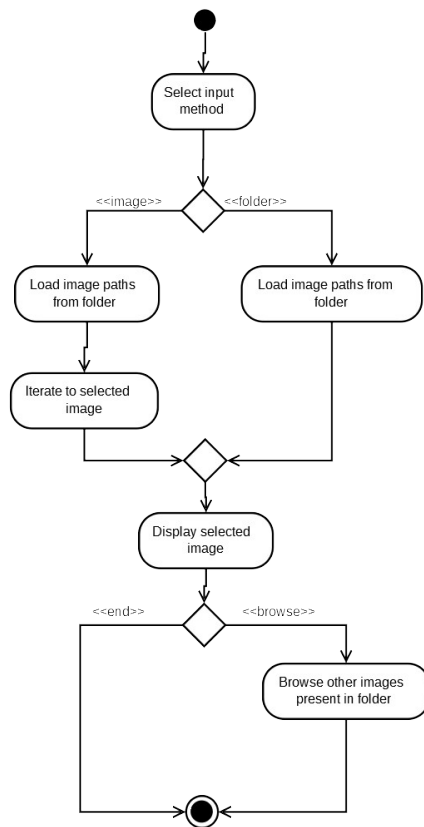 Select input
method
<<image>>
<<folder>>
Load image paths
from folder
Load image paths from
folder
Iterate to selected
image
Display selected
image
<<end>>
<<browse>>
Browse other images
present in folder